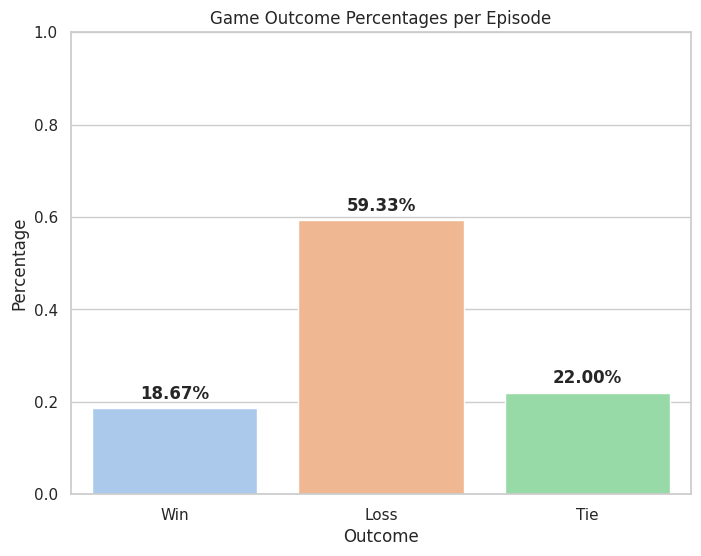 Game Outcome Percentages per Episode
1.0
0.8
0.6
0.4
0.2
0.0
Percentage
18.67%
59.33%
22.00%
Win
Loss
Tie
Outcome